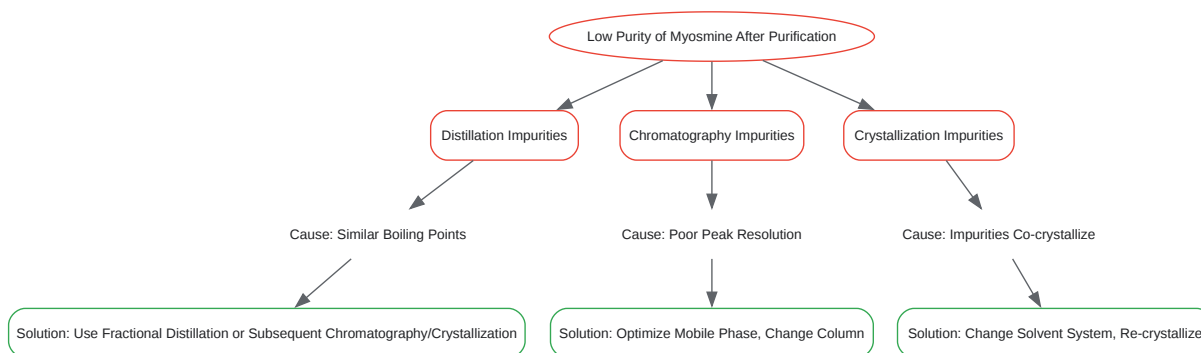 Low Purity of Myosmine After Purification
Distillation Impurities
Chromatography Impurities
Crystallization Impurities
Cause: Similar Boiling Points
Cause: Poor Peak Resolution
Cause: Impurities Co-crystallize
Solution: Use Fractional Distillation or Subsequent Chromatography/Crystallization
Solution: Optimize Mobile Phase, Change Column
Solution: Change Solvent System, Re-crystallize